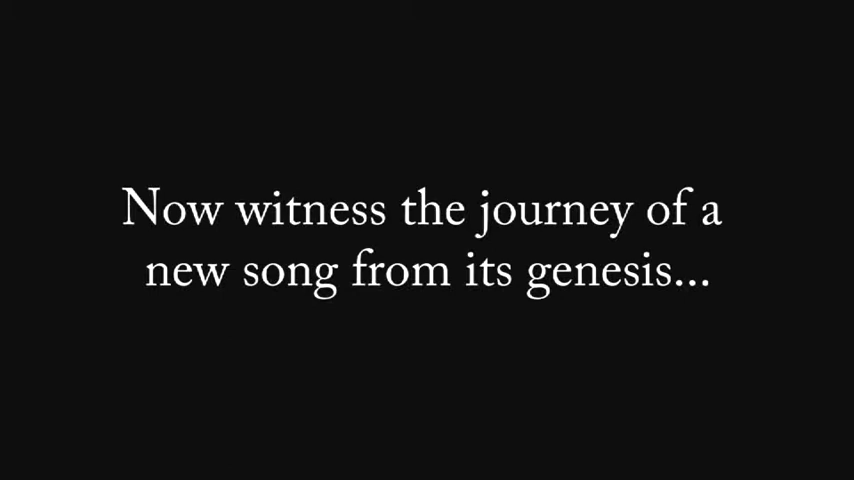 Now witness the journey of a
new song from its genesis...